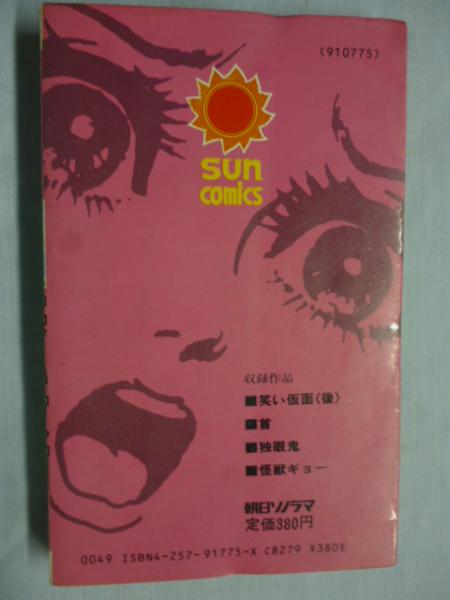 (910775)
sun
comics
収録作品
■笑い仮面〈後〉
■首
■独眼鬼
■怪獣ギョー
朝日ソノラマ
定価380円
0049 ISBN4-257-91775-X C8279 ¥380E